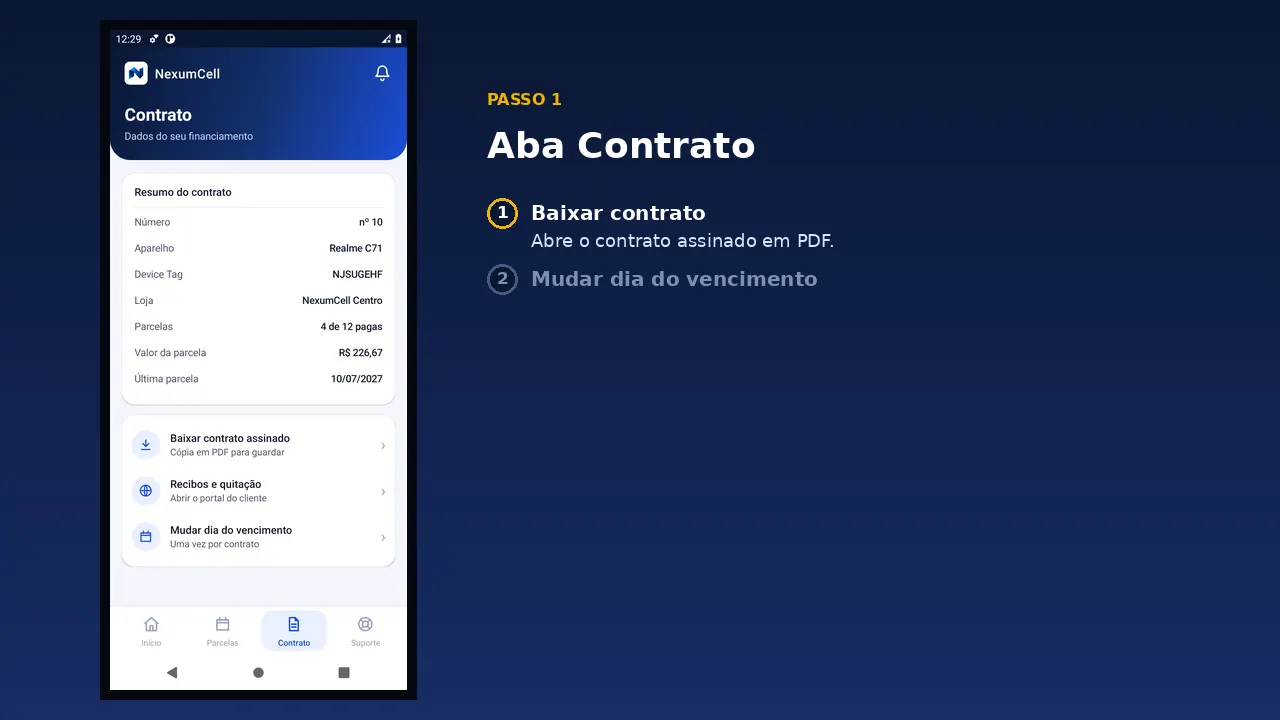 12:29
NexumCell
Contrato
Dados do seu financiamento
Resumo do contrato
Número nº 10
Aparelho Realme C71
Device Tag NJSUGEHF
Loja NexumCell Centro
Parcelas 4 de 12 pagas
Valor da parcela R$ 226,67
Última parcela 10/07/2027
Baixar contrato assinado
Cópia em PDF para guardar
Recibos e quitação
Abrir o portal do cliente
Mudar dia do vencimento
Uma vez por contrato
Início Parcelas Contrato Suporte
PASSO 1
Aba Contrato
1 Baixar contrato
Abre o contrato assinado em PDF.
2 Mudar dia do vencimento